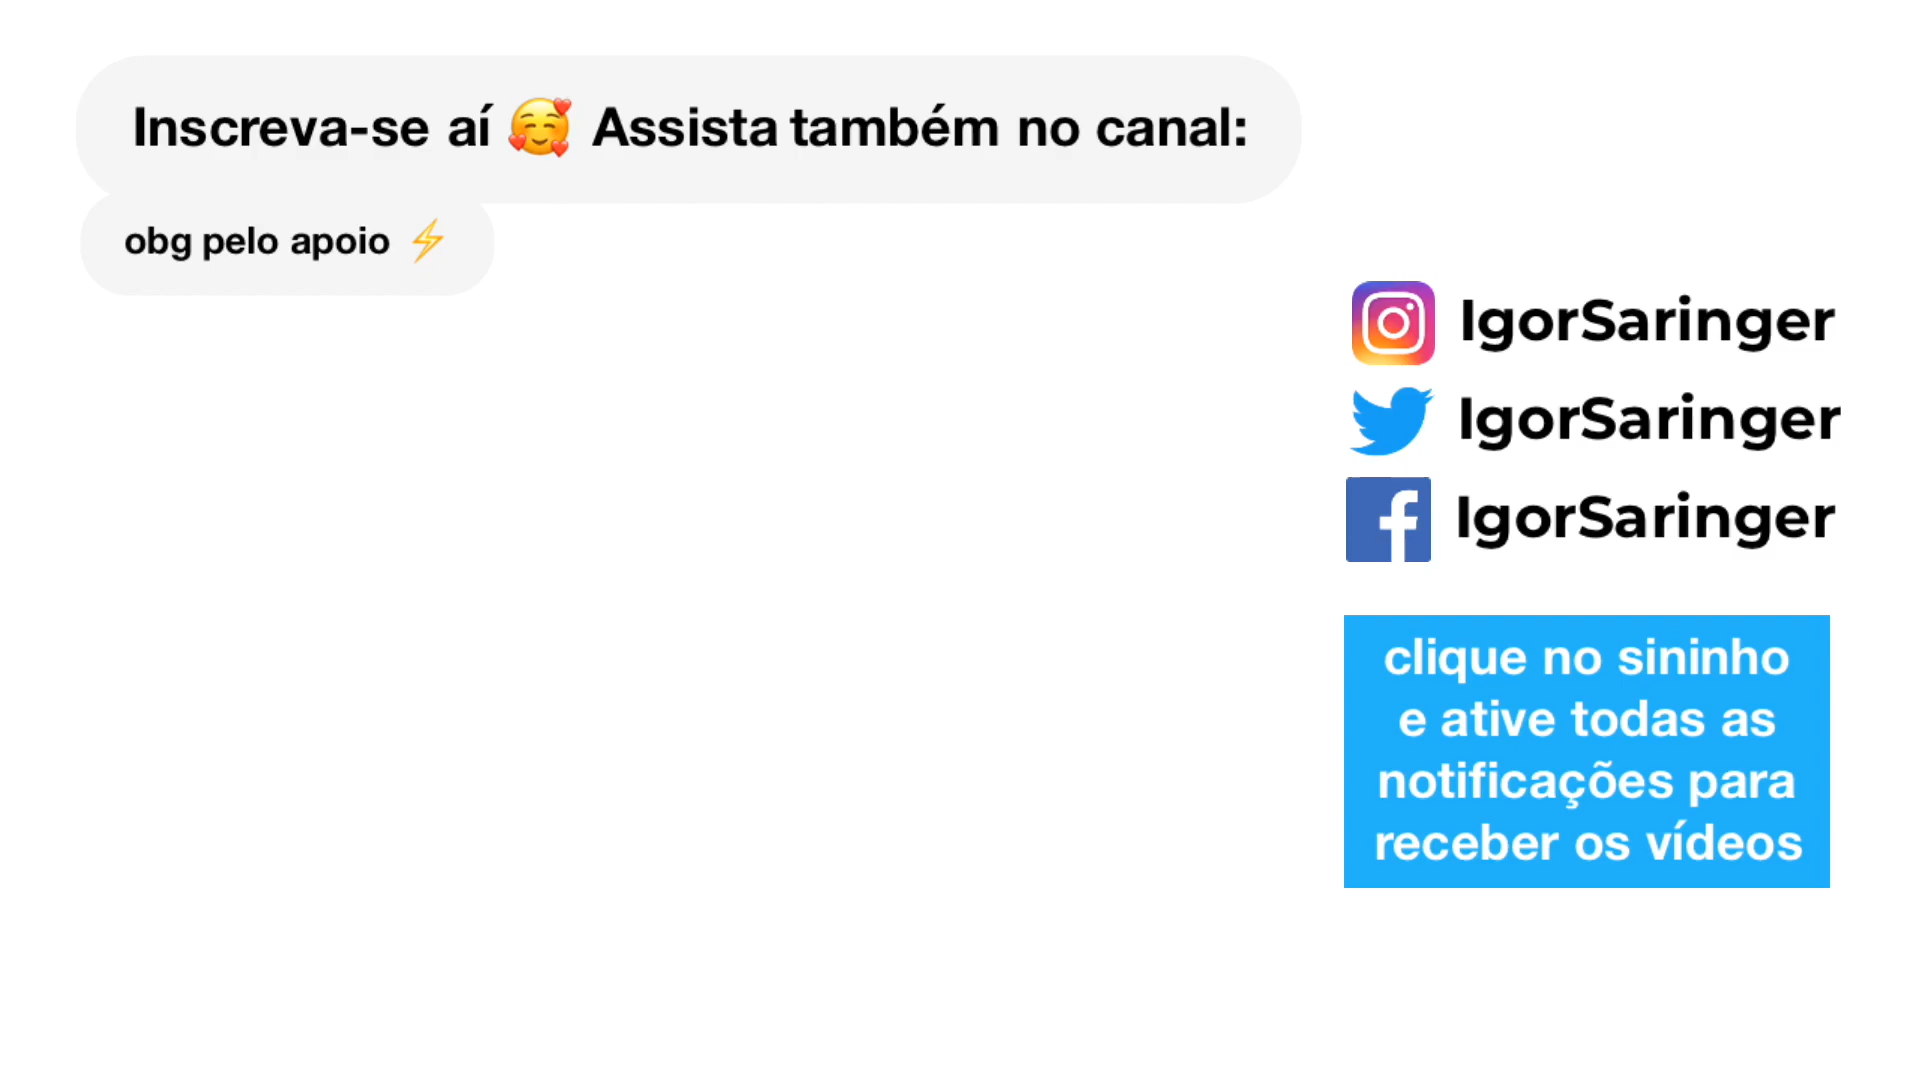 Inscreva-se aí 🥰 Assista também no canal:
obg pelo apoio ⚡
IgorSaringer
IgorSaringer
IgorSaringer
clique no sininho
e ative todas as
notificações para
receber os vídeos